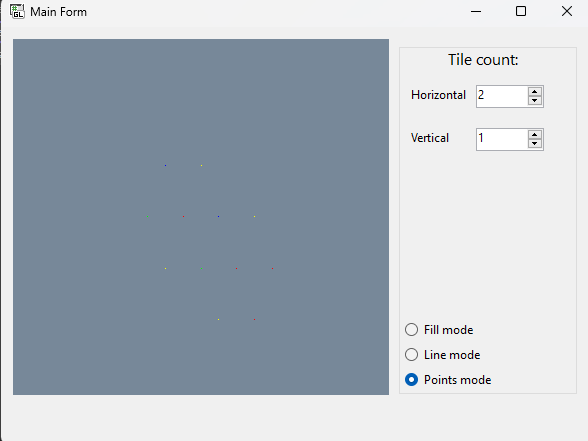 Main Form
Tile count:
Horizontal 2
Vertical 1
Fill mode
Line mode
Points mode